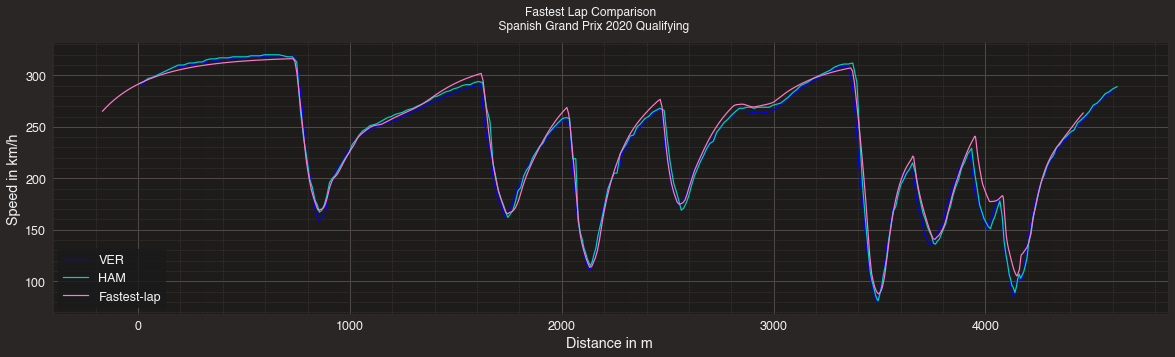 Fastest Lap Comparison
Spanish Grand Prix 2020 Qualifying
Speed in km/h
300
250
200
150
100
VER
HAM
Fastest-lap
0
1000
2000
3000
4000
Distance in m